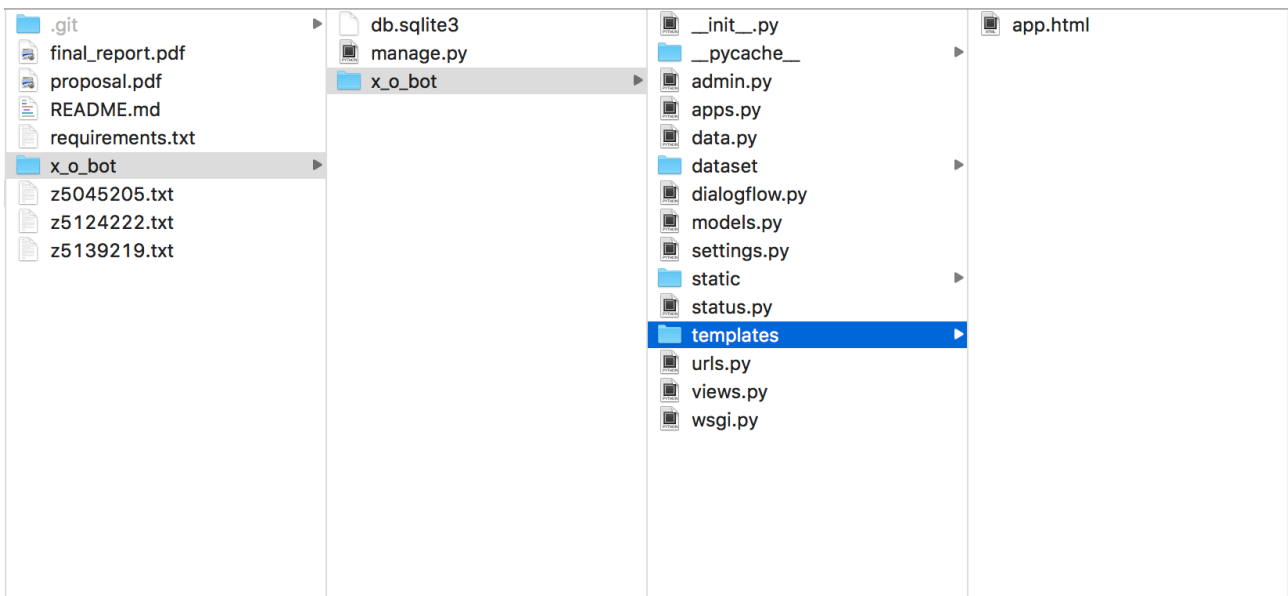 .git
final_report.pdf
proposal.pdf
README.md
requirements.txt
x_o_bot
z5045205.txt
z5124222.txt
z5139219.txt
db.sqlite3
manage.py
x_o_bot
__init__.py
__pycache__
admin.py
apps.py
data.py
dataset
dialogflow.py
models.py
settings.py
static
status.py
templates
urls.py
views.py
wsgi.py
app.html